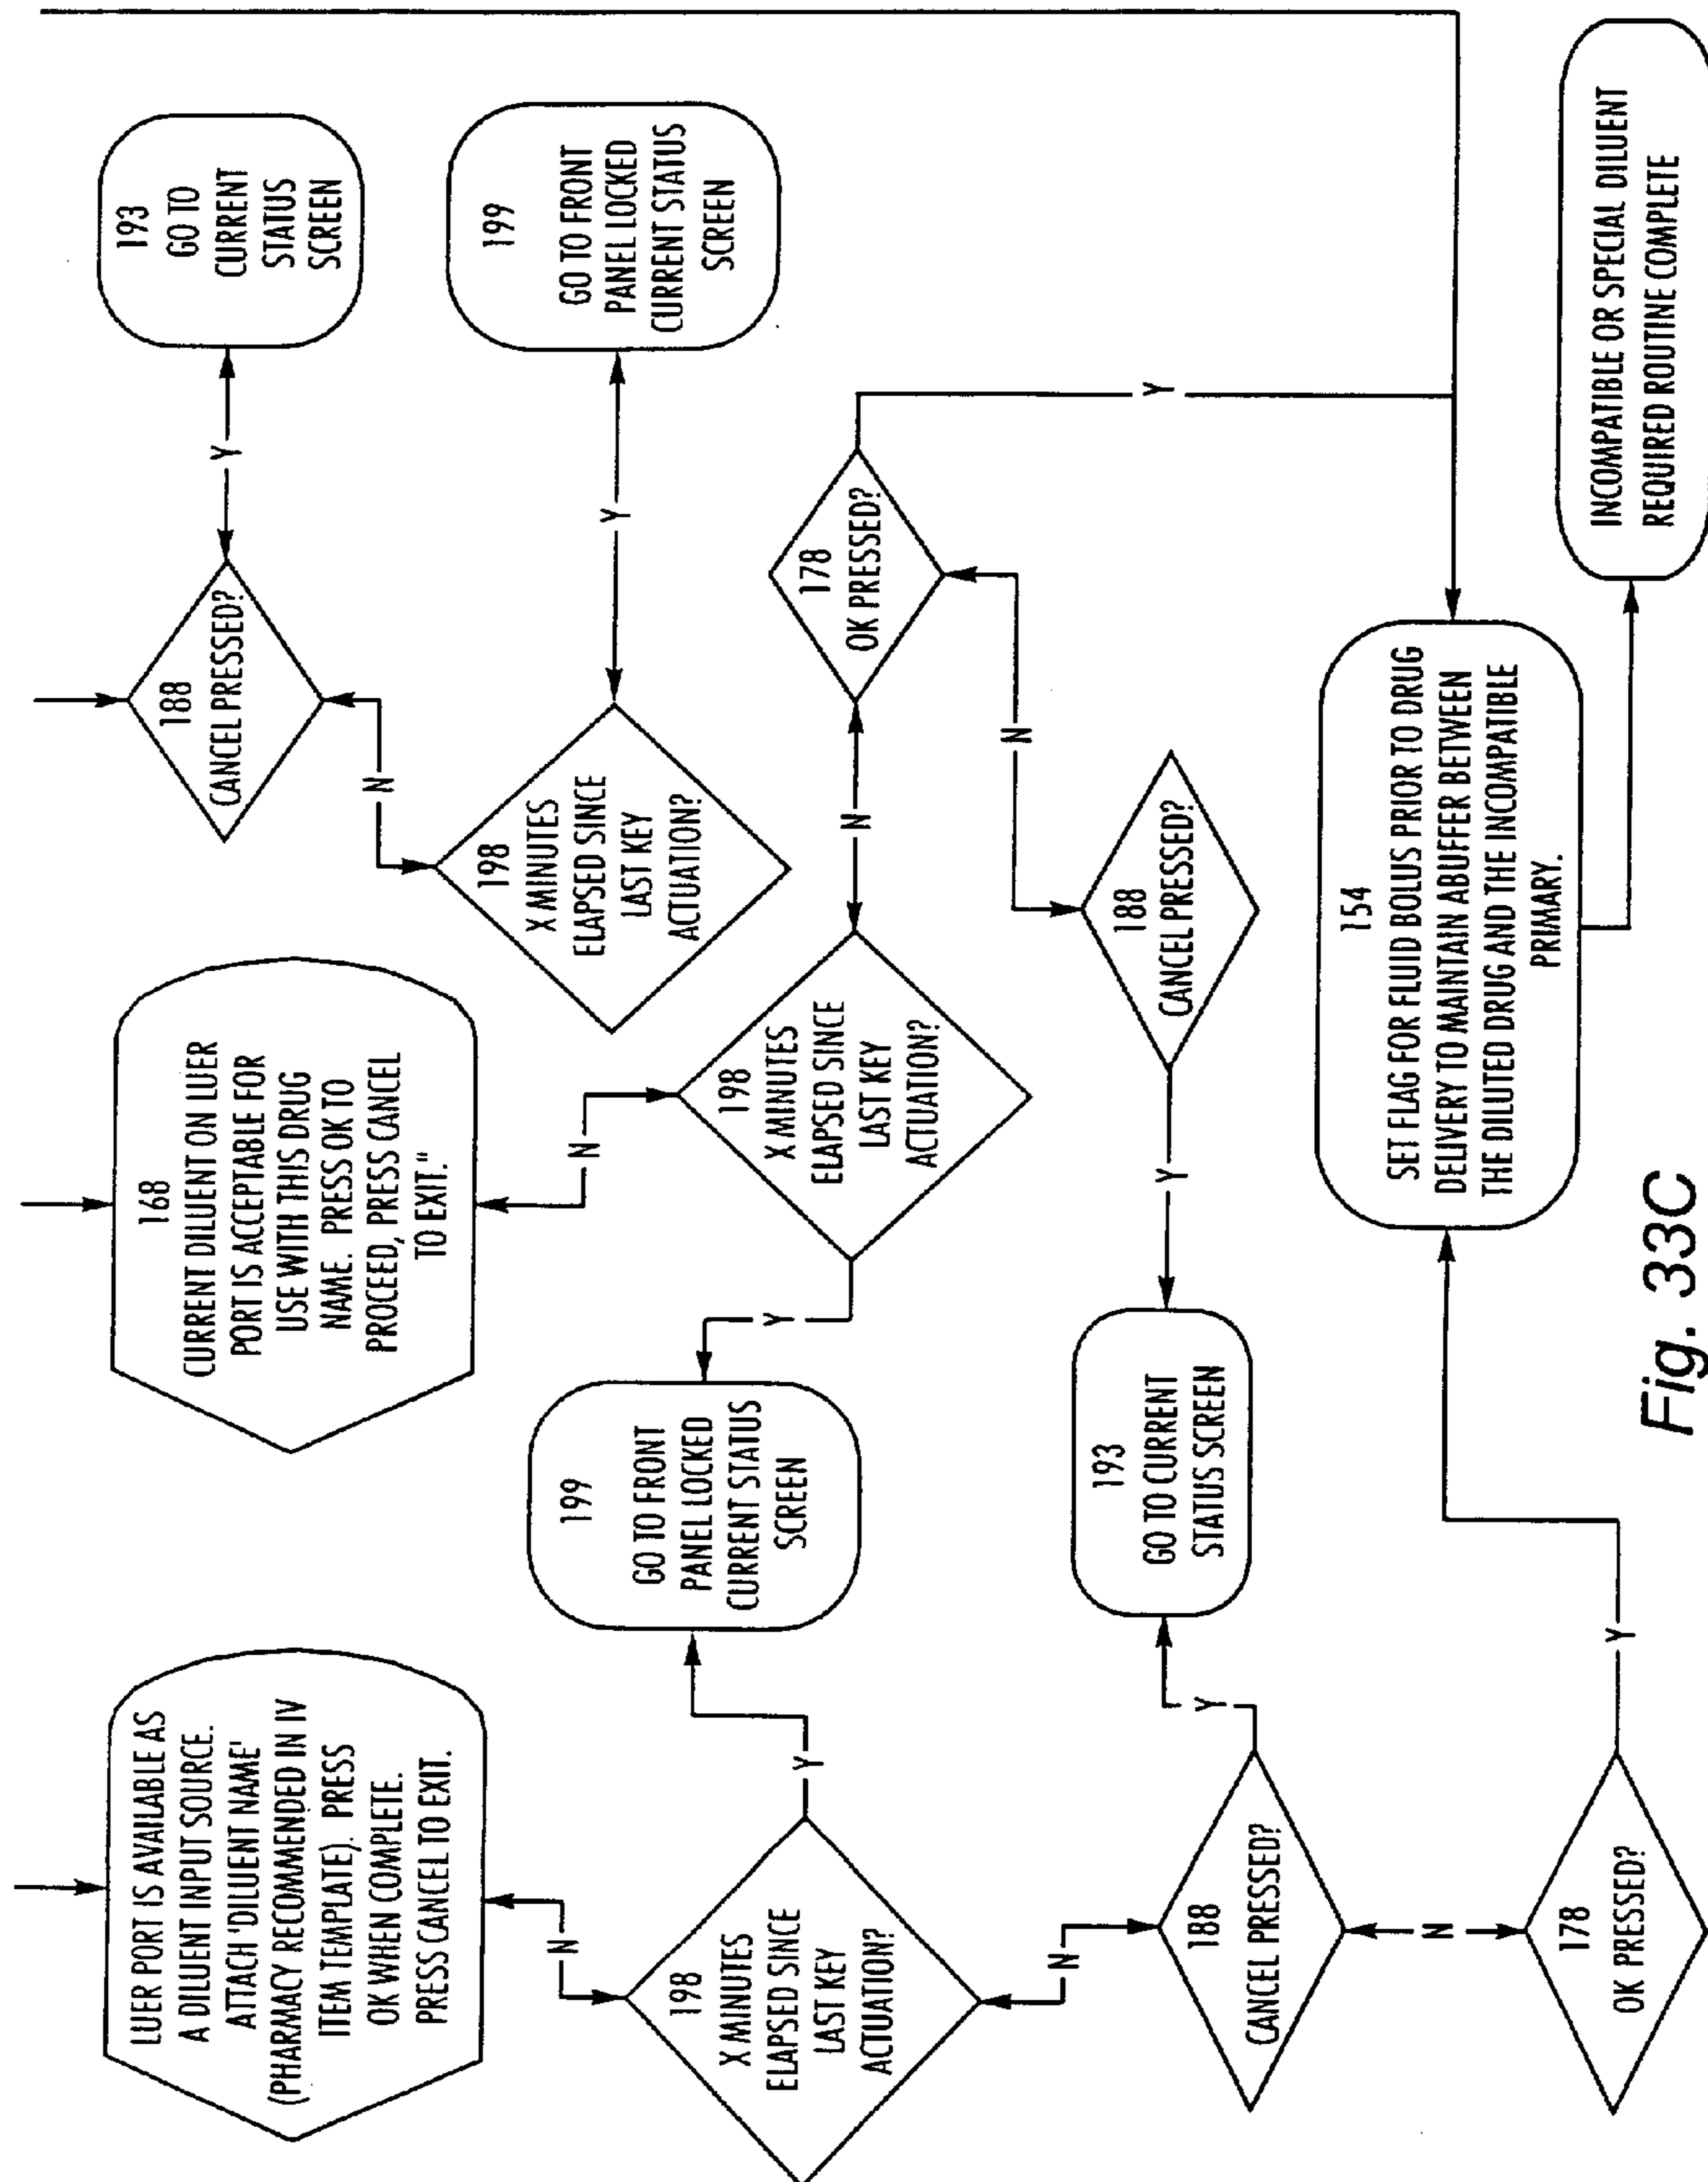 LUER PORT IS AVAILABLE AS
A DILUENT INPUT SOURCE.
ATTACH 'DILUENT NAME'
(PHARMACY RECOMMENDED IN IV
ITEM TEMPLATE). PRESS
OK WHEN COMPLETE.
PRESS CANCEL TO EXIT.
N
198
X MINUTES
ELAPSED SINCE
LAST KEY
ACTUATION?
Y
N
188
CANCEL PRESSED?
Y
N
178
OK PRESSED?
Y
199
GO TO FRONT
PANEL LOCKED
CURRENT STATUS
SCREEN
193
GO TO CURRENT
STATUS SCREEN
168
CURRENT DILUENT ON LUER
PORT IS ACCEPTABLE FOR
USE WITH THIS DRUG
NAME. PRESS OK TO
PROCEED, PRESS CANCEL
TO EXIT."
N
198
X MINUTES
ELAPSED SINCE
LAST KEY
ACTUATION?
Y
N
178
OK PRESSED?
Y
N
188
CANCEL PRESSED?
Y
188
CANCEL PRESSED?
Y
193
GO TO
CURRENT
STATUS
SCREEN
N
198
X MINUTES
ELAPSED SINCE
LAST KEY
ACTUATION?
Y
199
GO TO FRONT
PANEL LOCKED
CURRENT STATUS
SCREEN
154
SET FLAG FOR FLUID BOLUS PRIOR TO DRUG
DELIVERY TO MAINTAIN ABUFFER BETWEEN
THE DILUTED DRUG AND THE INCOMPATIBLE
PRIMARY.
INCOMPATIBLE OR SPECIAL DILUENT
REQUIRED ROUTINE COMPLETE
Fig. 33C